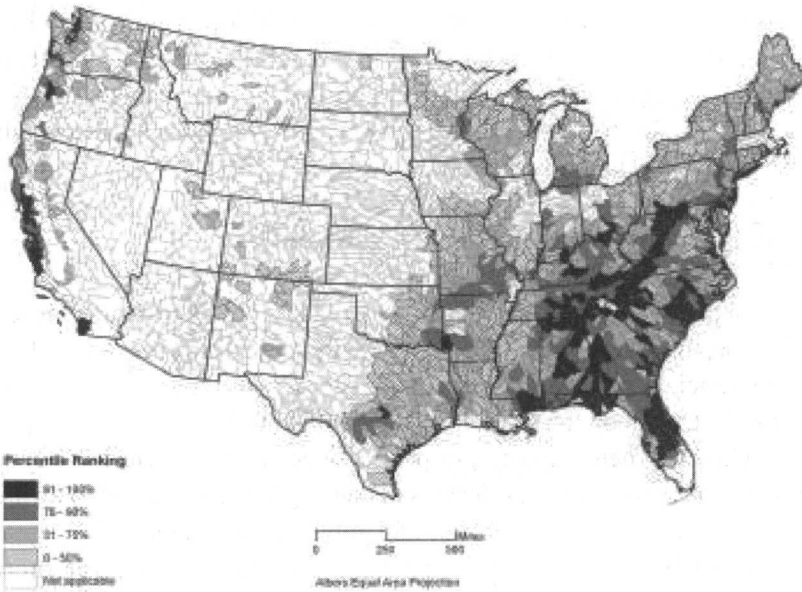 Percentile Ranking
91 - 100%
76 - 90%
51 - 75%
0 - 50%
Not applicable
Miles
0 250 500
Albers Equal Area Projection